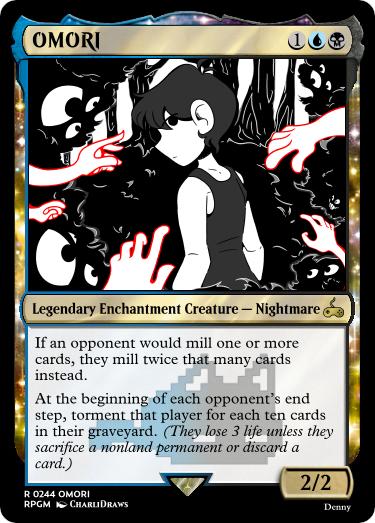 OMORI 1
If an opponent would mill one or more
cards, they mill twice that many cards
instead.
At the beginning of each opponent's end
step, torment that player for each ten cards
in their graveyard. (They lose 3 life unless they
sacrifice a nonland permanent or discard a
card.)
Legendary Enchantment Creature — Nightmare
2/2
R 0244 OMORI
RPGM CHARLIDRAWS
Denny